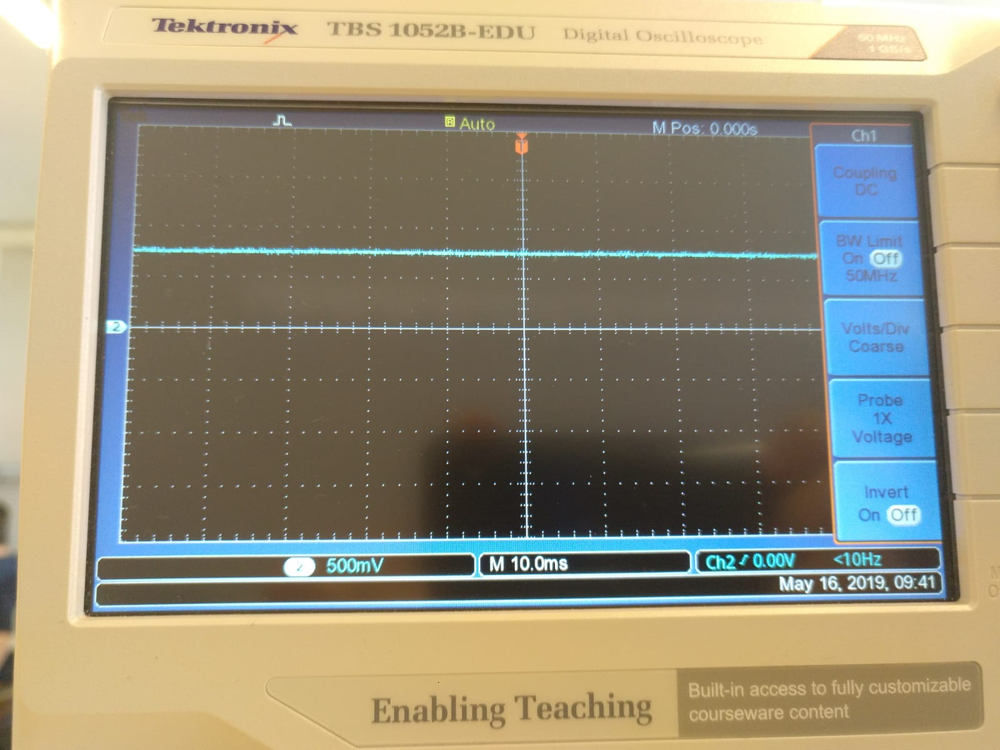 Tektronix TBS 1052B-EDU Digital Oscilloscope
50 MHz
1 GS/s
B Auto
M Pos: 0.000s
T
Ch1
Coupling
DC
BW Limit
On Off
50MHz
2
Volts/Div
Coarse
Probe
1X
Voltage
Invert
On Off
2 500mV
M 10.0ms
Ch2 0.00V <10Hz
May 16, 2019, 09:41
Enabling Teaching
Built-in access to fully customizable
courseware content